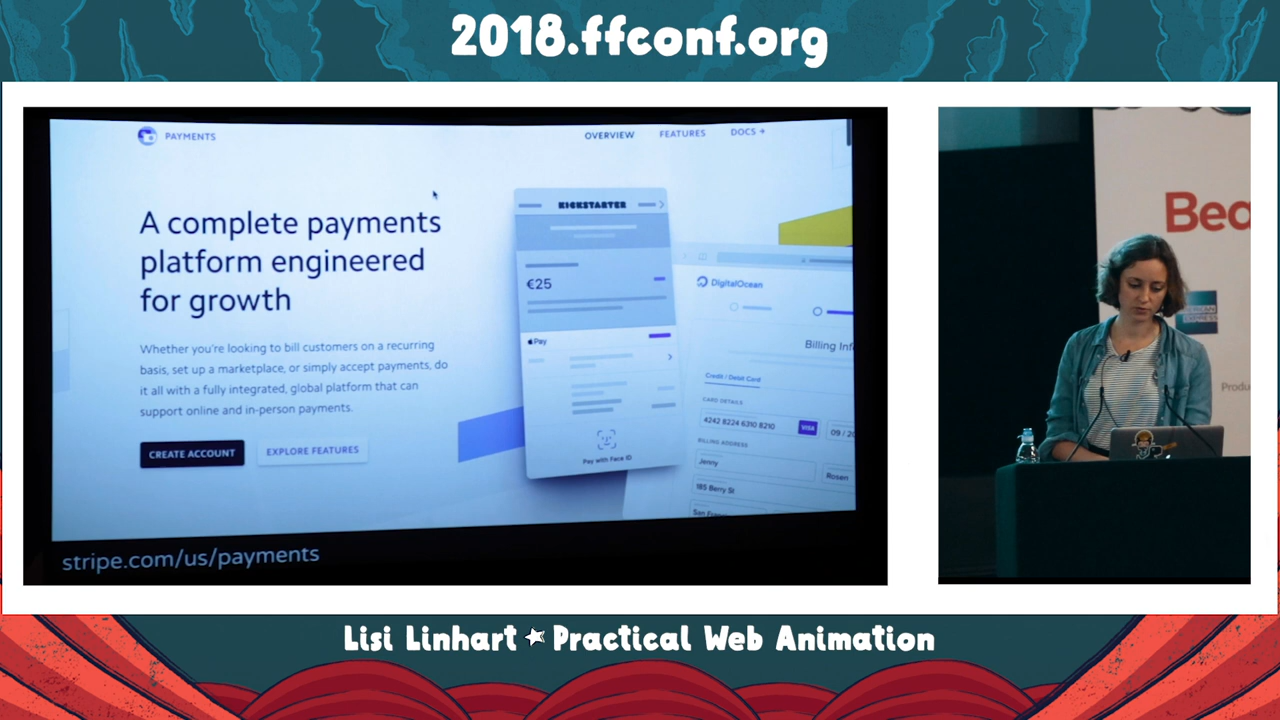 2018.ffconf.org
PAYMENTS
OVERVIEW FEATURES DOCS +
A complete payments
platform engineered
for growth
Whether you're looking to bill customers on a recurring
basis, set up a marketplace, or simply accept payments, do
it all with a fully integrated, global platform that can
support online and in-person payments.
CREATE ACCOUNT EXPLORE FEATURES
KICKSTARTER
€25
Pay
Pay with Face ID
DigitalOcean
Billing Inf
Credit / Debit Card
CARD DETAILS
4242 8224 6310 8210 VISA 09 / 20
BILLING ADDRESS
Jenny Rosen
185 Berry St
San Fran
stripe.com/us/payments
Bea
EXPRESS
Produ
Lisi Linhart Practical Web Animation